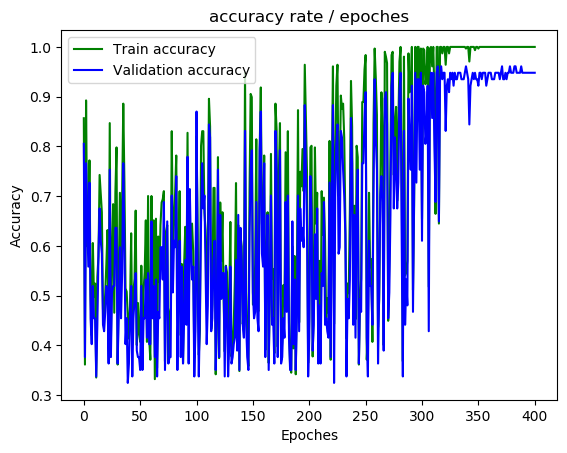 accuracy rate / epoches
Train accuracy
Validation accuracy
Accuracy
1.0
0.9
0.8
0.7
0.6
0.5
0.4
0.3
0 50 100 150 200 250 300 350 400
Epoches